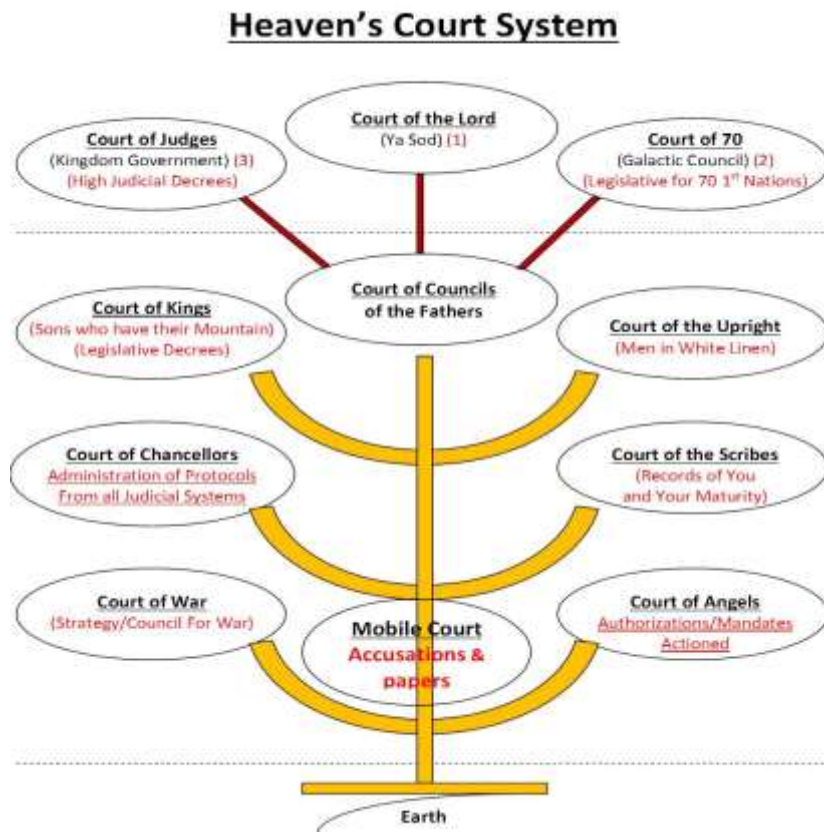 Heaven's Court System
Court of Judges
(Kingdom Government) (3)
(High Judicial Decrees)
Court of the Lord
(Ya Sod) (1)
Court of 70
(Galactic Council) (2)
(Legislative for 70 1st Nations)
Court of Councils
of the Fathers
Court of Kings
(Sons who have their Mountain)
(Legislative Decrees)
Court of the Upright
(Men in White Linen)
Court of Chancellors
Administration of Protocols
From all Judicial Systems
Court of the Scribes
(Records of You
and Your Maturity)
Court of War
(Strategy/Council For War)
Mobile Court
Accusations &
papers
Court of Angels
Authorizations/Mandates
Actioned
Earth